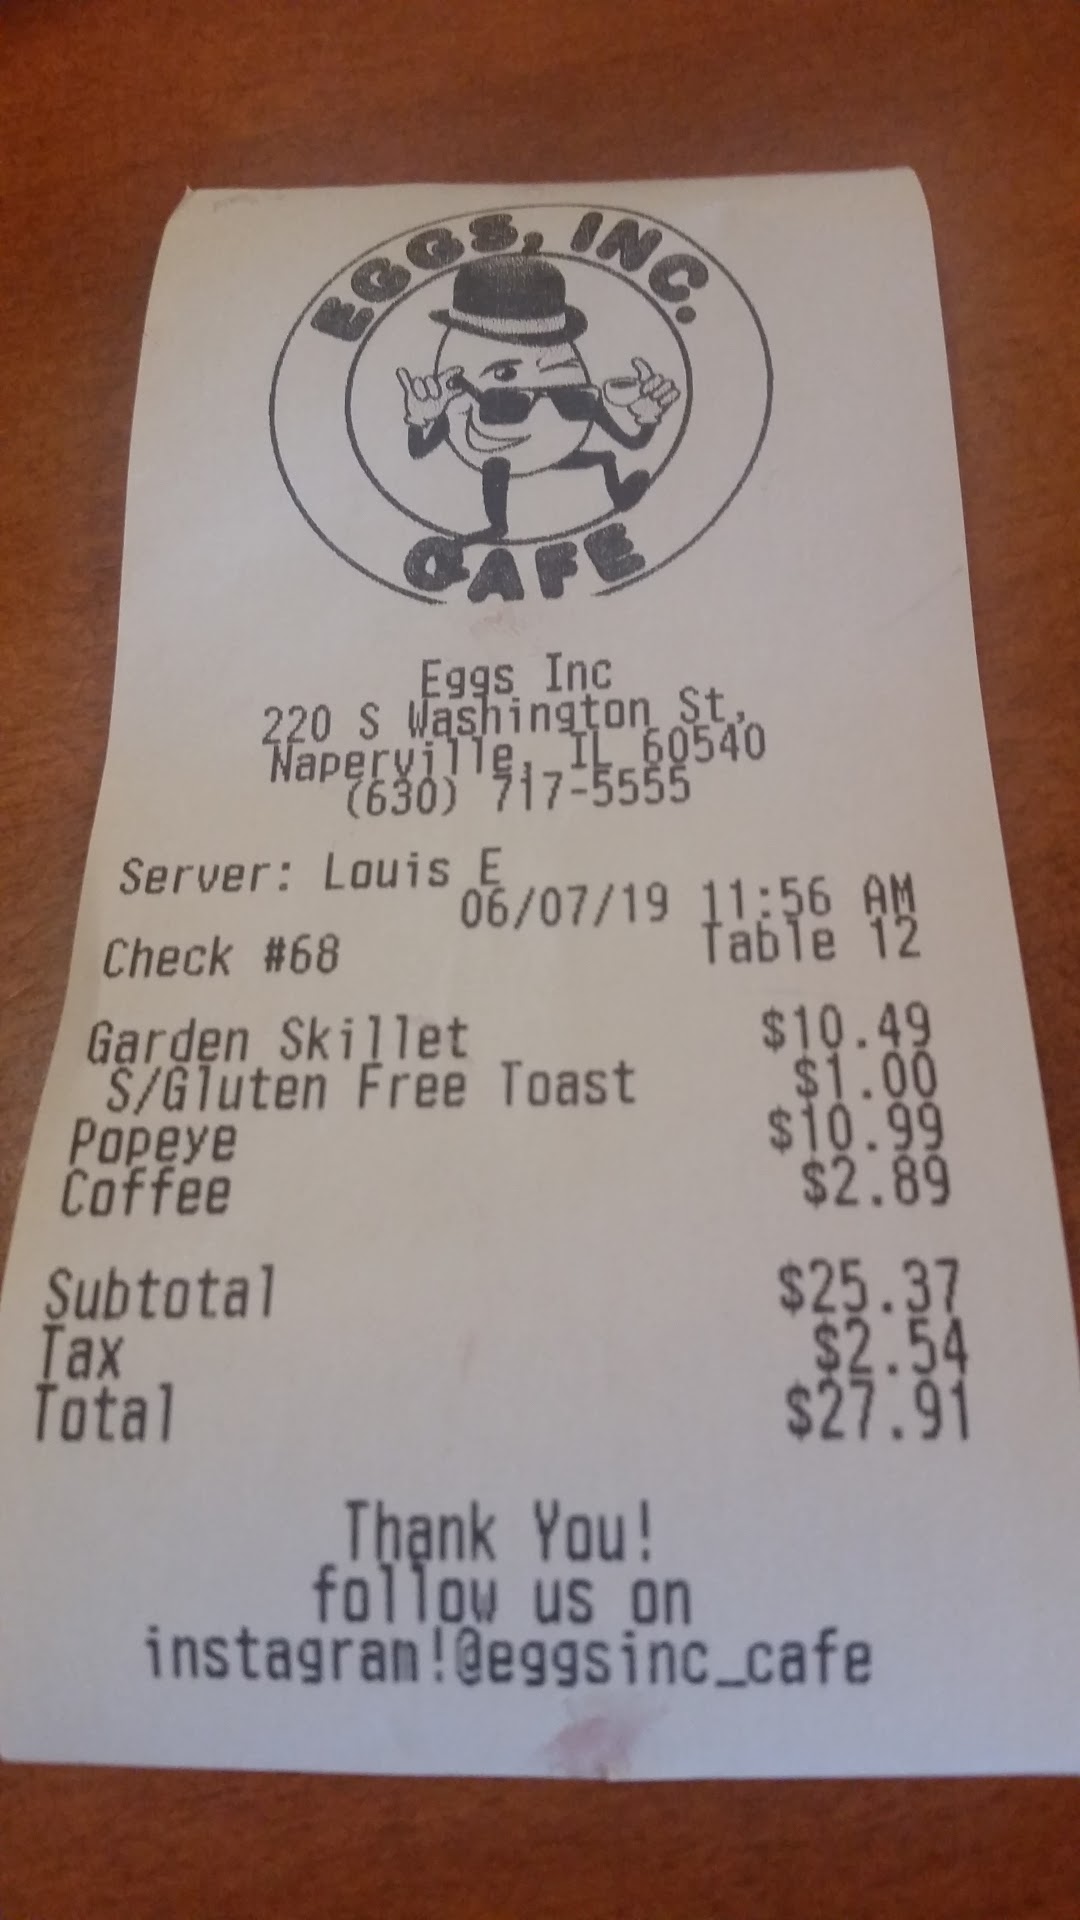 EGGS, INC.
CAFE
Eggs Inc
220 S Washington St,
Naperville, IL 60540
(630) 717-5555
Server: Louis E
06/07/19 11:56 AM
Check #68 Table 12
Garden Skillet $10.49
S/Gluten Free Toast $1.00
Popeye $10.99
Coffee $2.89
Subtotal $25.37
Tax $2.54
Total $27.91
Thank You!
follow us on
instagram!@eggsinc_cafe